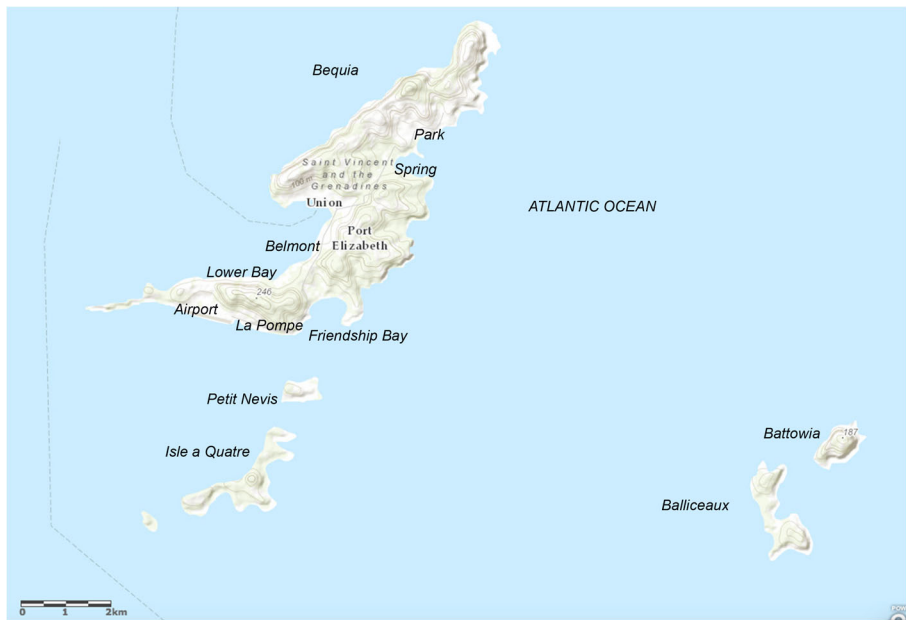 Bequia
Park
Saint Vincent
and the
Grenadines
100 m
Spring
Union
ATLANTIC OCEAN
Port
Elizabeth
Belmont
Lower Bay
246
Airport
La Pompe
Friendship Bay
Petit Nevis
Battowia
187
Isle a Quatre
Balliceaux
0 1 2km